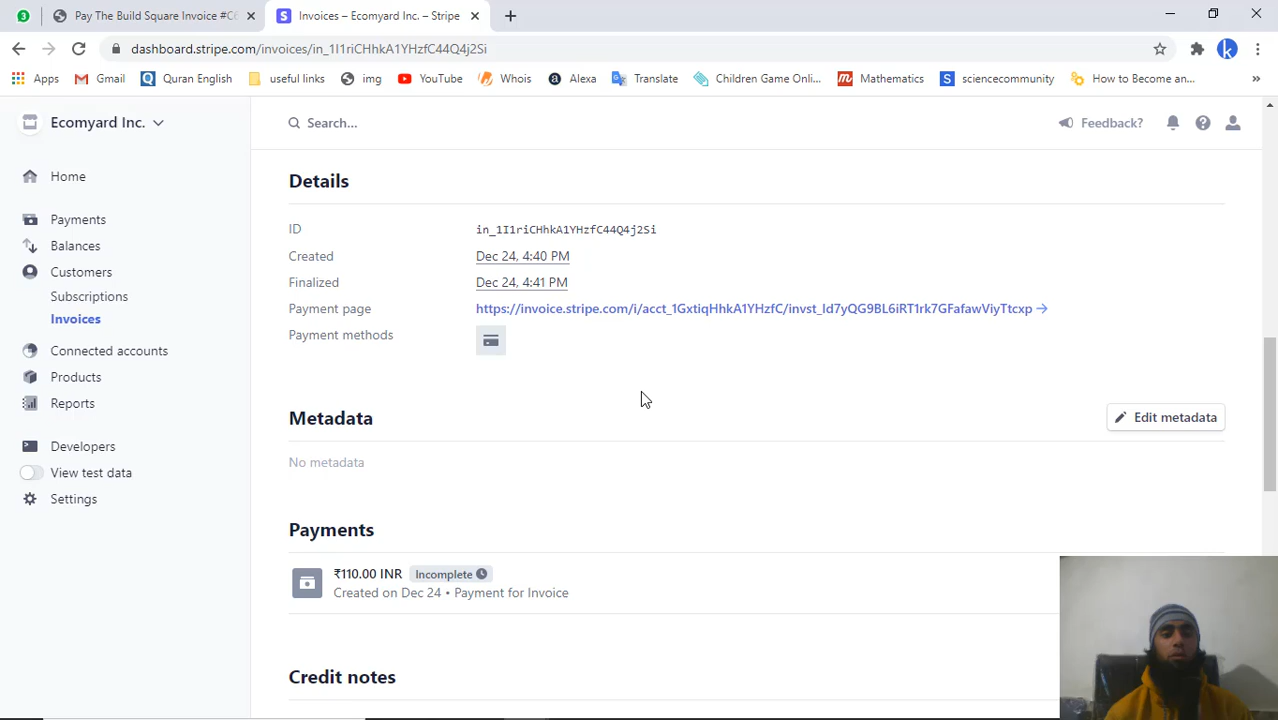 3
Pay The Build Square Invoice #C6
Invoices – Ecomyard Inc. – Stripe
dashboard.stripe.com/invoices/in_1I1riCHhkA1YHzfC44Q4j2Si
Apps
Gmail
Quran English
useful links
img
YouTube
Whois
Alexa
Translate
Children Game Onli...
Mathematics
sciencecommunity
How to Become an...
Ecomyard Inc.
Search...
Feedback?
Home
Payments
Balances
Customers
Subscriptions
Invoices
Connected accounts
Products
Reports
Developers
View test data
Settings
Details
ID in_1I1riCHhkA1YHzfC44Q4j2Si
Created Dec 24, 4:40 PM
Finalized Dec 24, 4:41 PM
Payment page https://invoice.stripe.com/i/acct_1GxtiqHhkA1YHzfC/invst_Id7yQG9BL6iRT1rk7GFafawViyTtcxp →
Payment methods
Metadata
Edit metadata
No metadata
Payments
₹110.00 INR Incomplete
Created on Dec 24 • Payment for Invoice
Credit notes